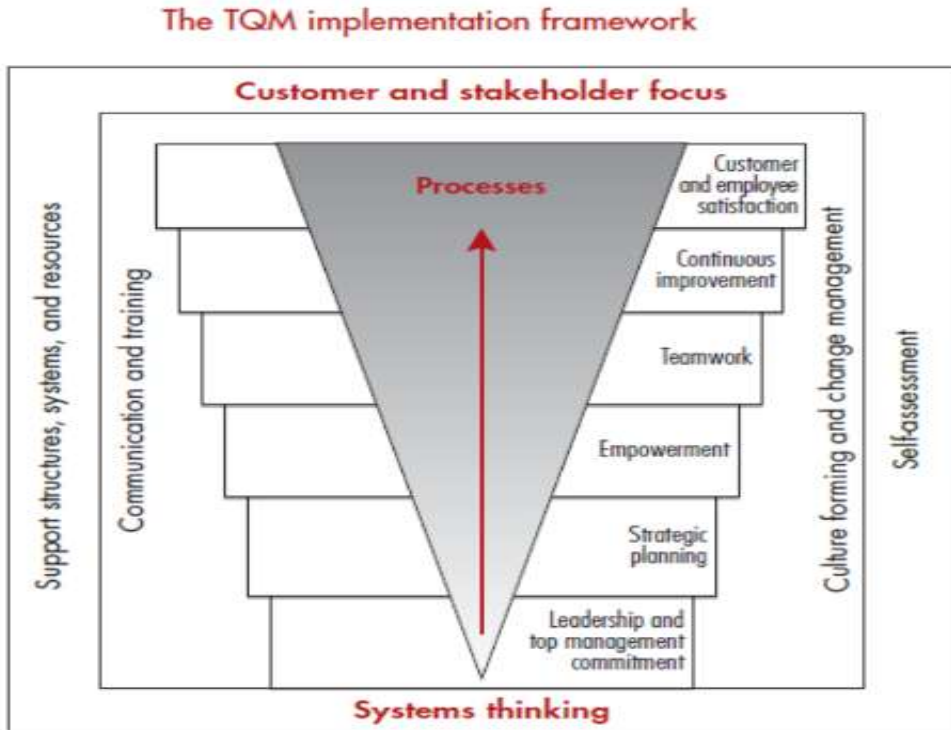 The TQM implementation framework
Customer and stakeholder focus
Support structures, systems, and resources
Communication and training
Processes
Customer
and employee
satisfaction
Continuous
improvement
Teamwork
Empowerment
Strategic
planning
Leadership and
top management
commitment
Culture forming and change management
Self-assessment
Systems thinking